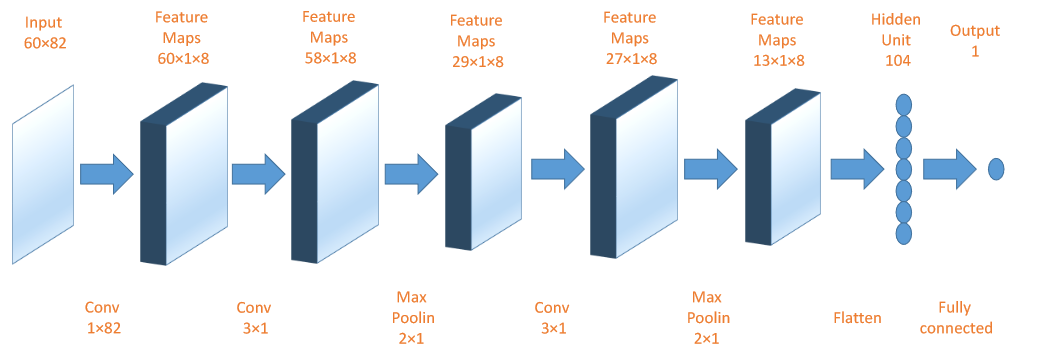 Input
60×82
Feature
Maps
60×1×8
Feature
Maps
58×1×8
Feature
Maps
29×1×8
Feature
Maps
27×1×8
Feature
Maps
13×1×8
Hidden
Unit
104
Output
1
Conv
1×82
Conv
3×1
Max
Poolin
2×1
Conv
3×1
Max
Poolin
2×1
Flatten
Fully
connected